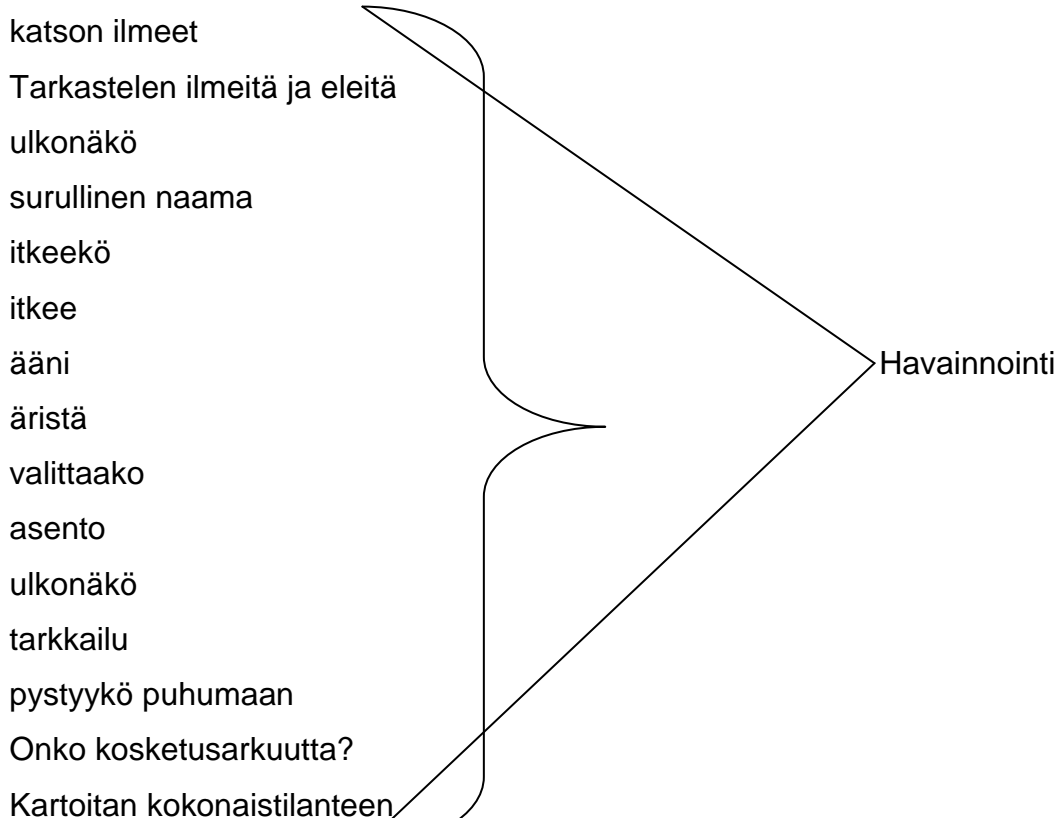 katson ilmeet
Tarkastelen ilmeitä ja eleitä
ulkonäkö
surullinen naama
itkeekö
itkee
ääni
äristä
valittaako
asento
ulkonäkö
tarkkailu
pystyykö puhumaan
Onko kosketusarkuutta?
Kartoitan kokonaistilanteen
Havainnointi